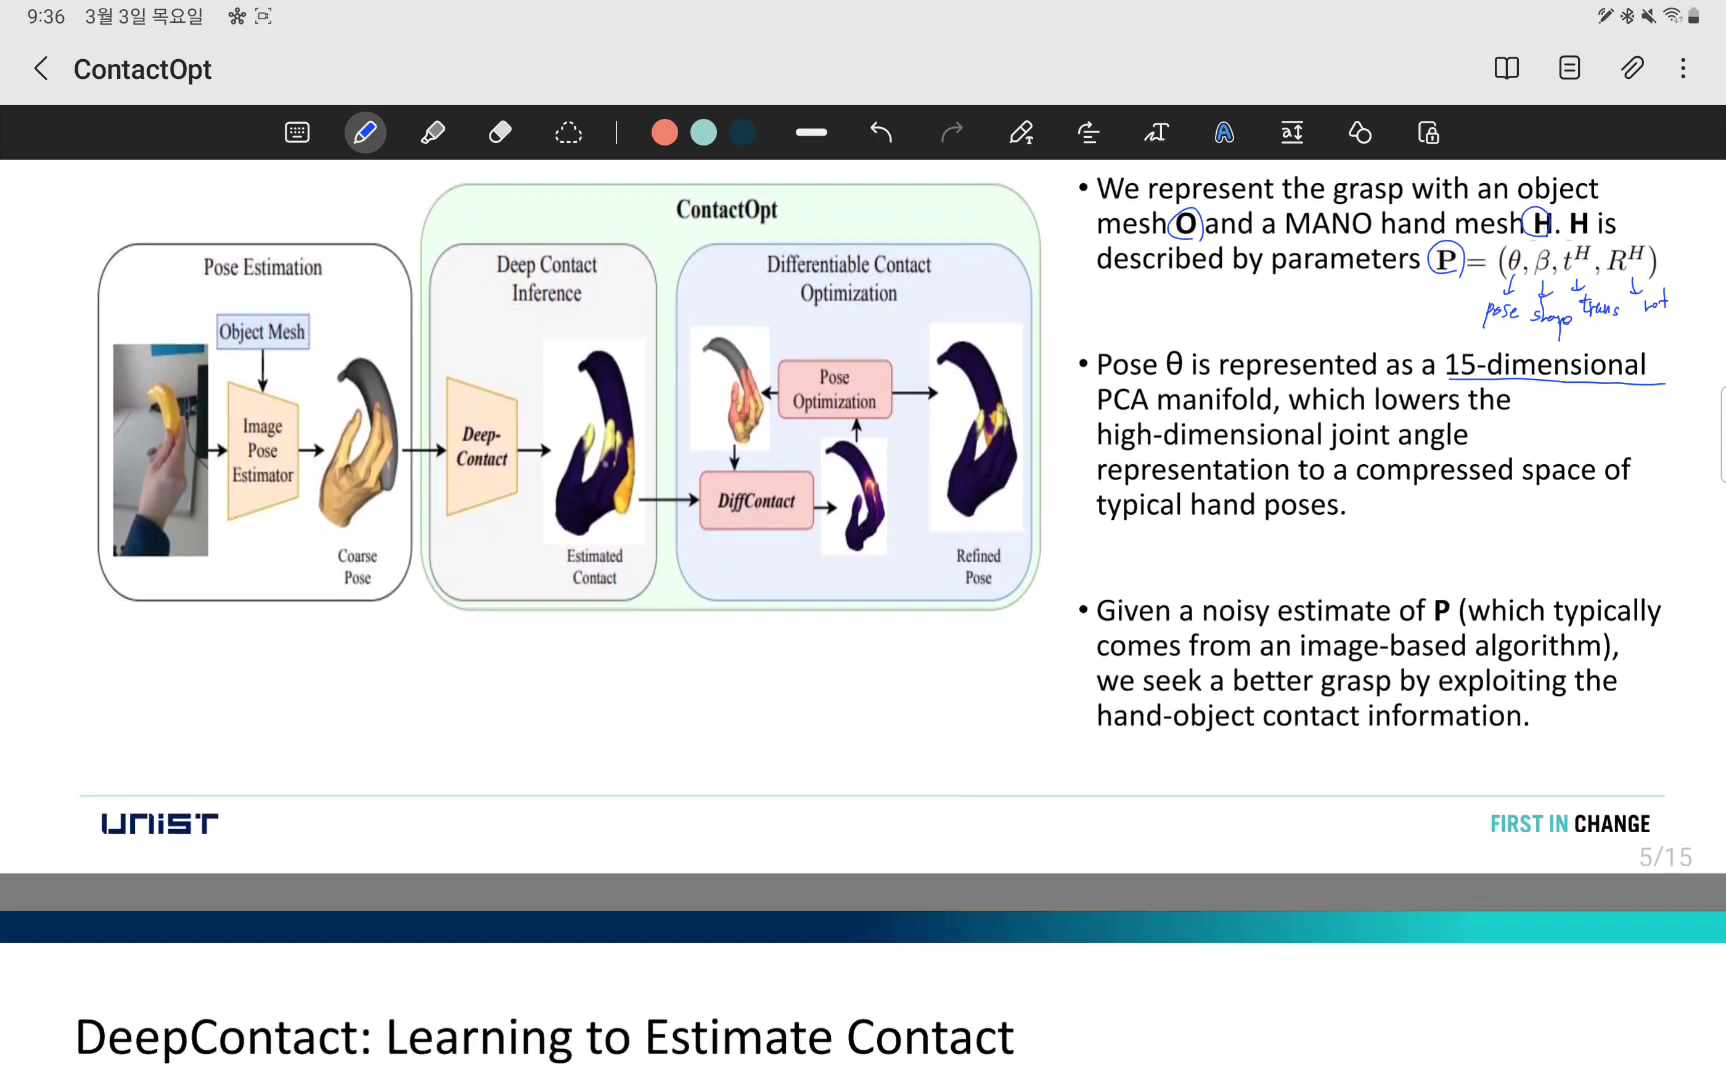 9:36 3월 3일 목요일
ContactOpt
ContactOpt
Pose Estimation
Object Mesh
Image
Pose
Estimator
Coarse
Pose
Deep Contact
Inference
Deep-
Contact
Estimated
Contact
Differentiable Contact
Optimization
Pose
Optimization
DiffContact
Refined
Pose
• We represent the grasp with an object
mesh O and a MANO hand mesh H. H is
described by parameters P = (θ, β, t^H, R^H)
pose shape trans rot
• Pose θ is represented as a 15-dimensional
PCA manifold, which lowers the
high-dimensional joint angle
representation to a compressed space of
typical hand poses.
• Given a noisy estimate of P (which typically
comes from an image-based algorithm),
we seek a better grasp by exploiting the
hand-object contact information.
UNIST
FIRST IN CHANGE
5/15
DeepContact: Learning to Estimate Contact